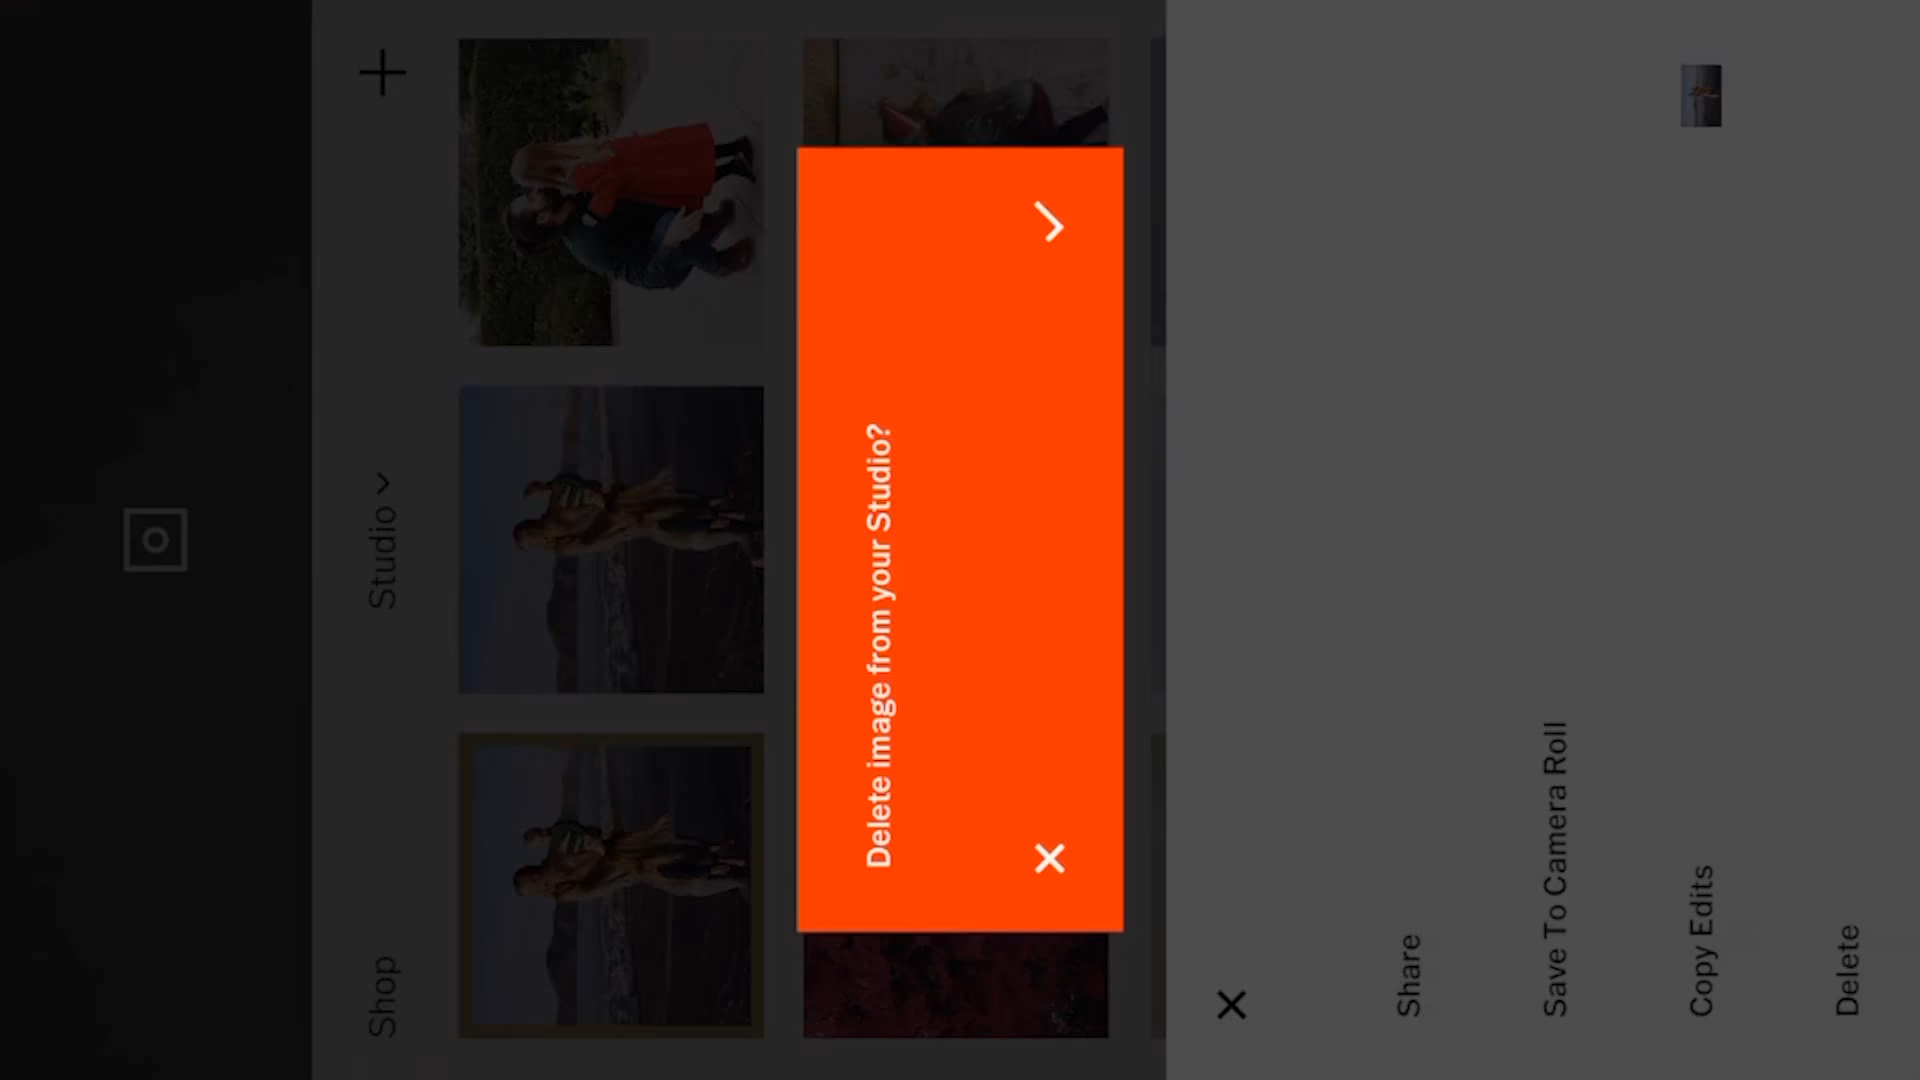 Shop
Studio
Delete image from your Studio?
Share
Save To Camera Roll
Copy Edits
Delete